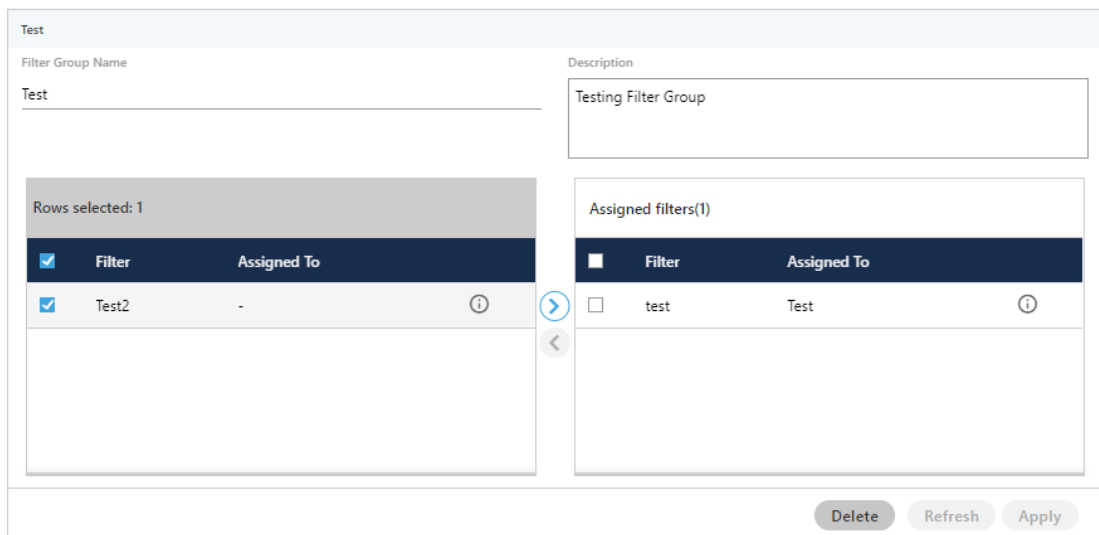 Test
Filter Group Name
Description
Test
Testing Filter Group
Rows selected: 1
Assigned filters(1)
Filter Assigned To
Filter Assigned To
Test2 -
test Test
Delete Refresh Apply